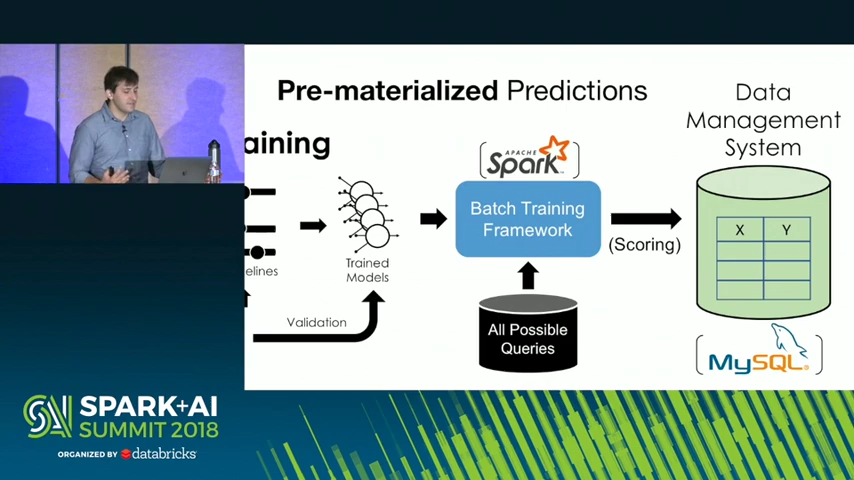 Pre-materialized Predictions
Data
Management
System
aining
APACHE
Spark
Batch Training
Framework
(Scoring)
X Y
elines
Trained
Models
Validation
All Possible
Queries
MySQL
SPARK+AI
SUMMIT 2018
ORGANIZED BY databricks